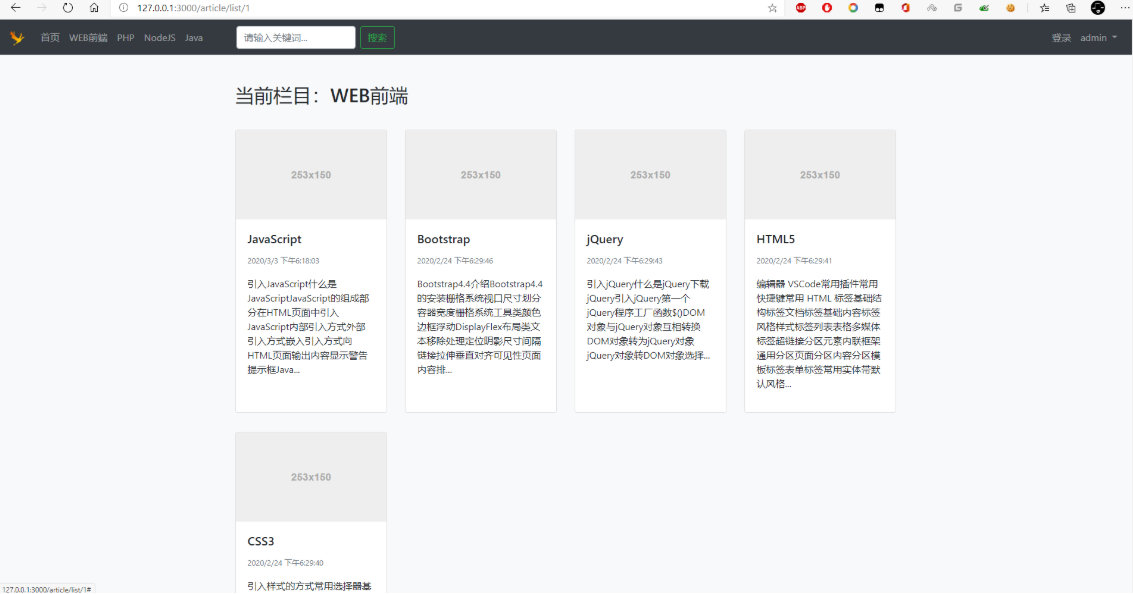 127.0.0.1:3000/article/list/1
首页 WEB前端 PHP NodeJS Java 请输入关键词... 搜索 登录 admin
当前栏目：WEB前端
253x150 253x150 253x150 253x150
JavaScript
2020/3/3 下午6:18:03
引入JavaScript什么是
JavaScriptJavaScript的组成部
分在HTML页面中引入
JavaScript内部引入方式外部
引入方式嵌入引入方式向
HTML页面输出内容显示警告
提示框Java...
Bootstrap
2020/2/24 下午6:29:46
Bootstrap4.4介绍Bootstrap4.4
的安装栅格系统视口尺寸划分
容器宽度栅格系统工具类颜色
边框浮动DisplayFlex布局类文
本移除处理定位阴影尺寸间隔
链接拉伸垂直对齐可见性页面
内容排...
jQuery
2020/2/24 下午6:29:43
引入jQuery什么是jQuery下载
jQuery引入jQuery第一个
jQuery程序工厂函数$()DOM
对象与jQuery对象互相转换
DOM对象转为jQuery对象
jQuery对象转DOM对象选择...
HTML5
2020/2/24 下午6:29:41
编辑器 VSCode常用插件常用
快捷键常用 HTML 标签基础结
构标签文档标签基础内容标签
风格样式标签列表表格多媒体
标签超链接分区元素内联框架
通用分区页面分区内容分区模
板标签表单标签常用实体带默
认风格...
253x150
CSS3
2020/2/24 下午6:29:40
引入样式的方式常用选择器基
127.0.0.1:3000/article/list/1#